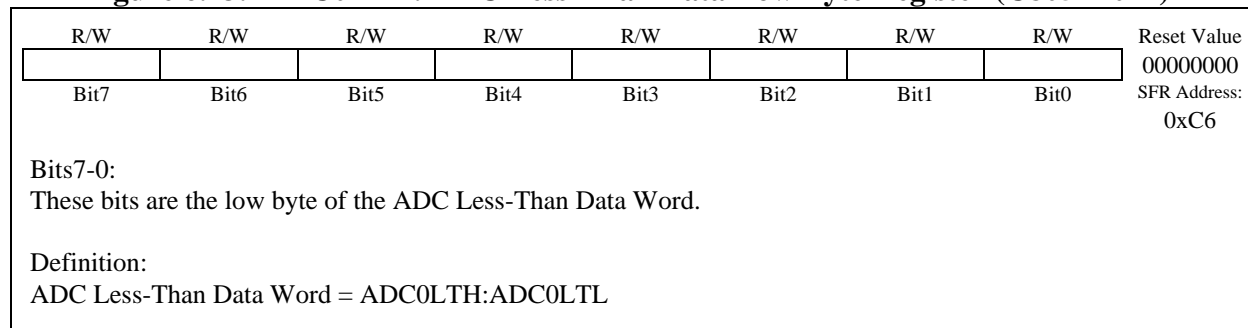 R/W R/W R/W R/W R/W R/W R/W R/W Reset Value
00000000
Bit7 Bit6 Bit5 Bit4 Bit3 Bit2 Bit1 Bit0 SFR Address:
0xC6
Bits7-0:
These bits are the low byte of the ADC Less-Than Data Word.
Definition:
ADC Less-Than Data Word = ADC0LTH:ADC0LTL